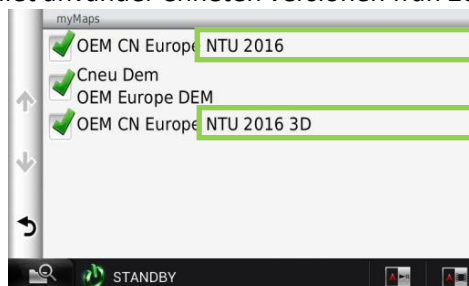 myMaps
OEM CN Europe NTU 2016
Cneu Dem
OEM Europe DEM
OEM CN Europe NTU 2016 3D
STANDBY